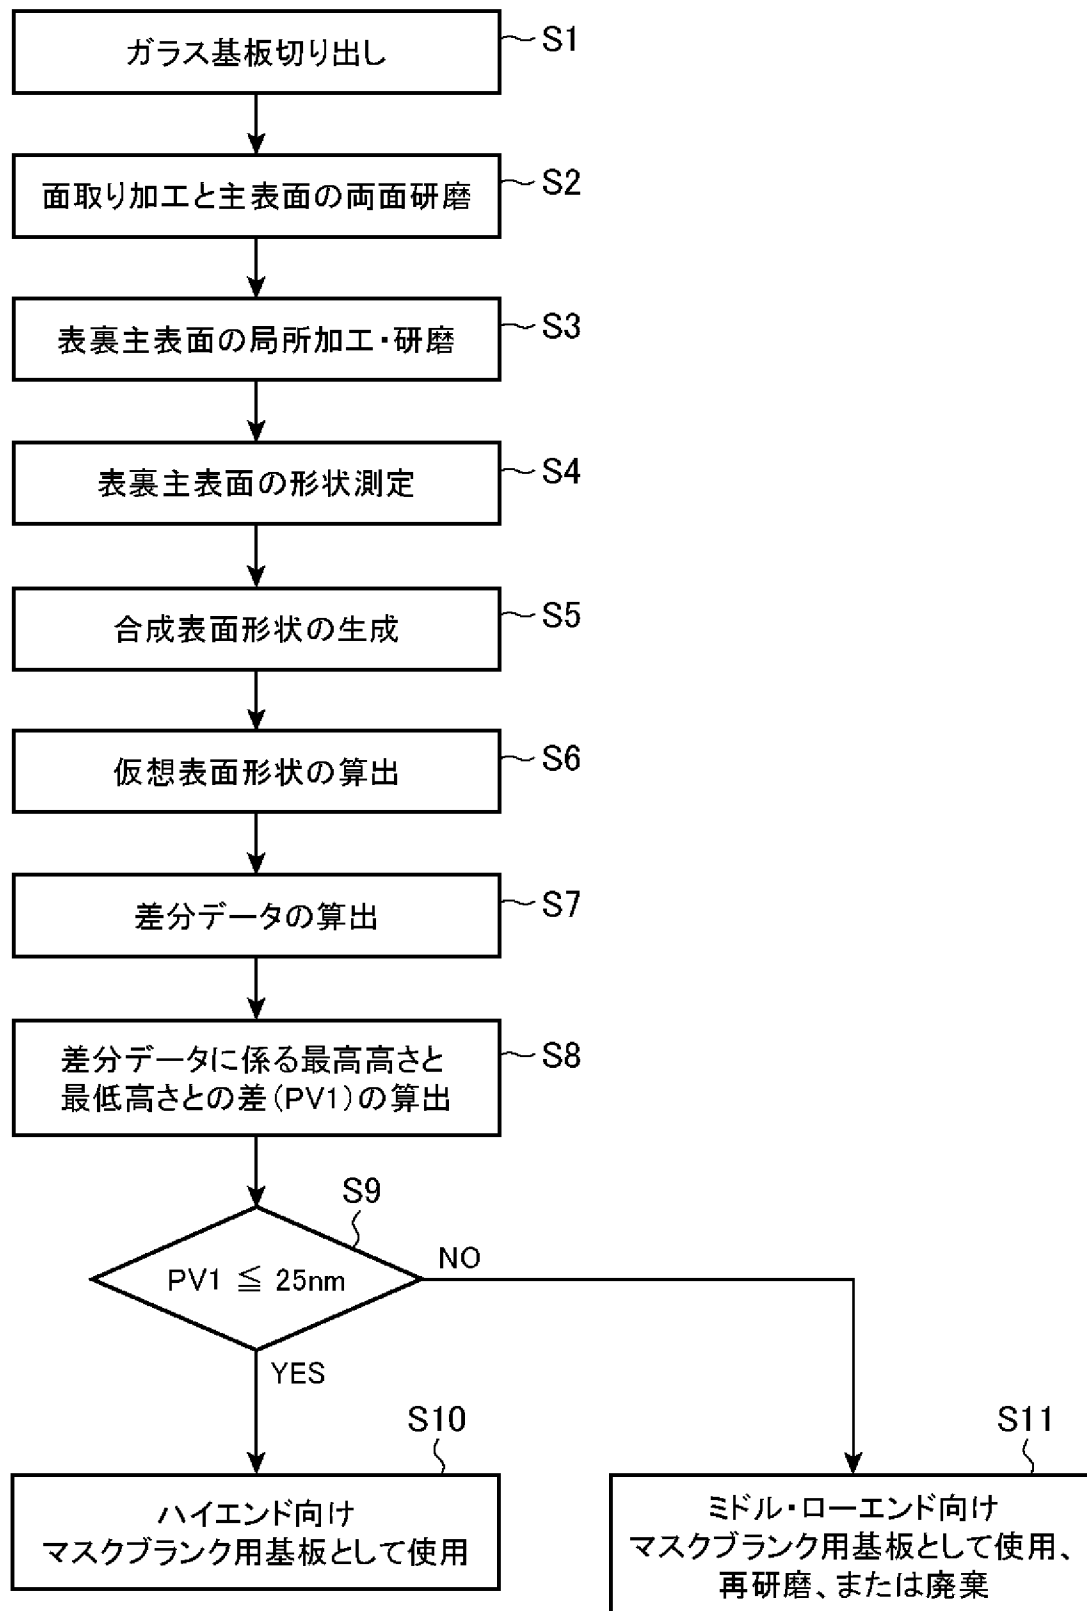 ガラス基板切り出し
S1
面取り加工と主表面の両面研磨
S2
表裏主表面の局所加工・研磨
S3
表裏主表面の形状測定
S4
合成表面形状の生成
S5
仮想表面形状の算出
S6
差分データの算出
S7
差分データに係る最高高さと
最低高さとの差(PV1)の算出
S8
S9
PV1 ≦ 25nm
NO
YES
S10
ハイエンド向け
マスクブランク用基板として使用
S11
ミドル・ローエンド向け
マスクブランク用基板として使用、
再研磨、または廃棄